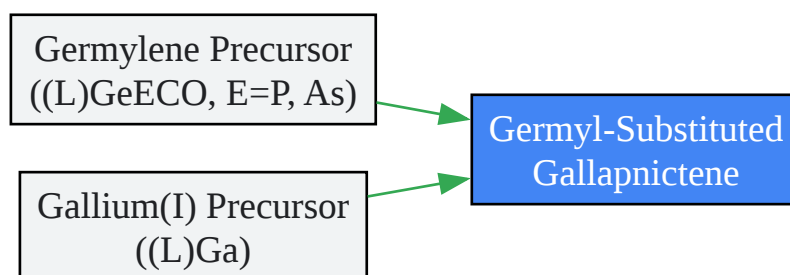 Germylene Precursor
((L)GeECO, E=P, As)
Gallium(I) Precursor
((L)Ga)
Germyl-Substituted
Gallapnictene